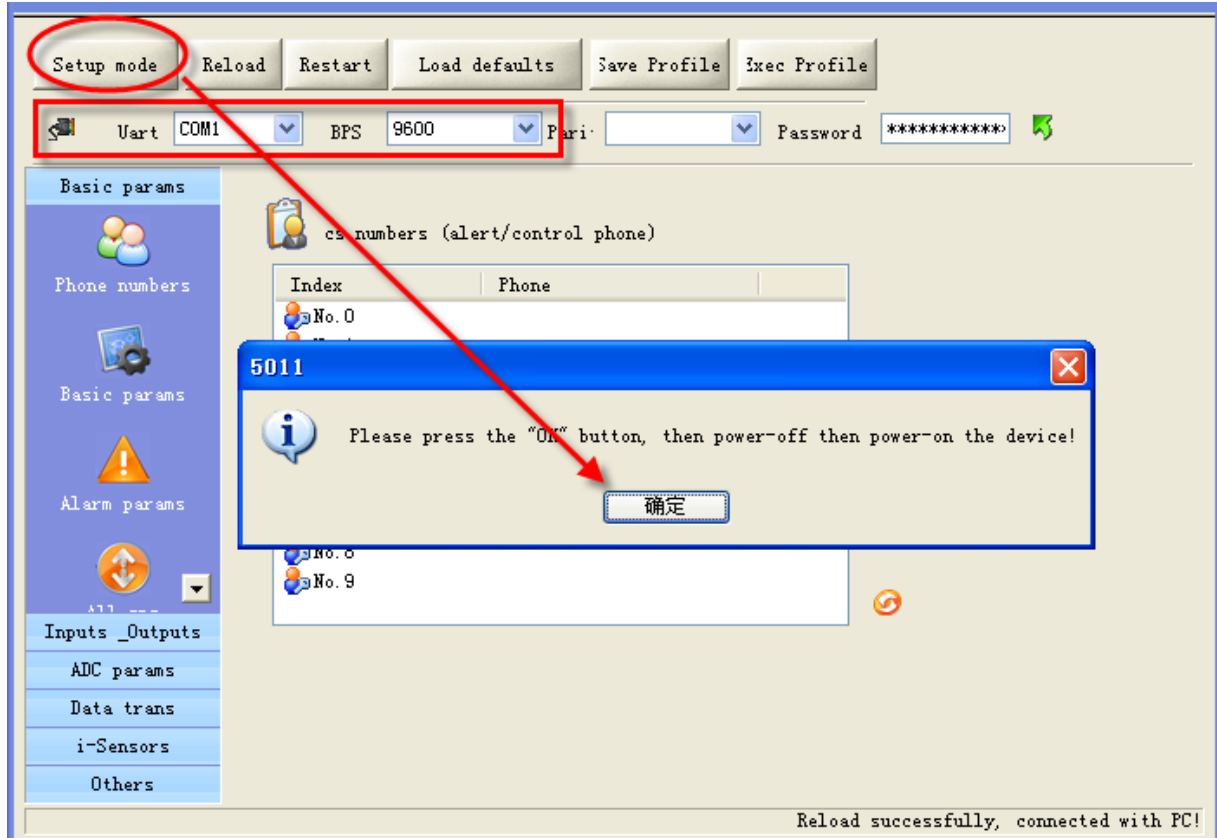 Setup mode Reload Restart Load defaults Save Profile Exec Profile
Uart COM1 BPS 9600 Pari Password ***********
Basic params
cs numbers (alert/control phone)
Phone numbers
Index Phone
No. 0
5011
Basic params
Please press the "OK" button, then power-off then power-on the device!
Alarm params
确定
No. 8
No. 9
Inputs _Outputs
ADC params
Data trans
i-Sensors
Others
Reload successfully, connected with PC!